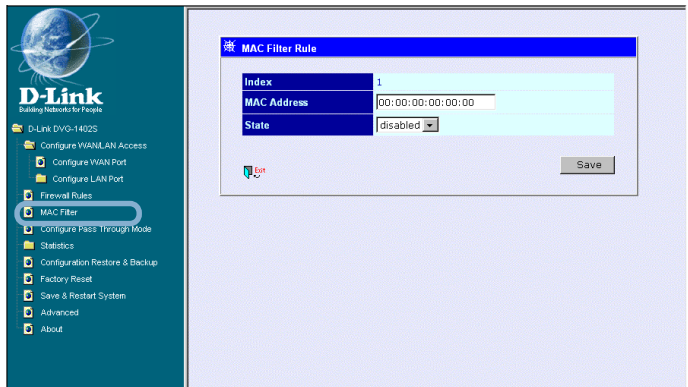 D-Link
Building Networks for People
D-Link DVG-1402S
Configure WAN/LAN Access
Configure WAN Port
Configure LAN Port
Firewall Rules
MAC Filter
Configure Pass Through Mode
Statistics
Configuration Restore & Backup
Factory Reset
Save & Restart System
Advanced
About
MAC Filter Rule
Index 1
MAC Address 00:00:00:00:00:00
State disabled
Exit
Save